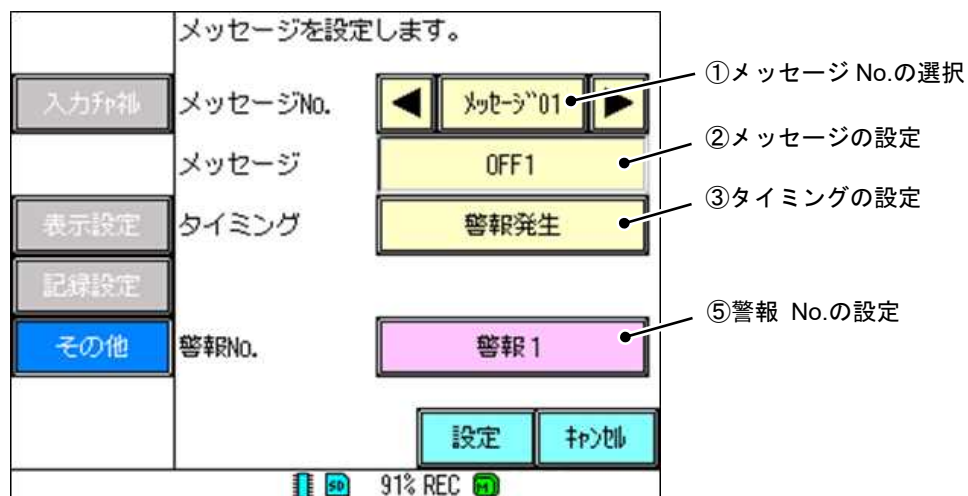 メッセージを設定します。
入力ﾁｬﾈﾙ メッセージNo. ◀ ﾒｯｾｰｼﾞ01 ▶ ①メッセージ No.の選択
メッセージ OFF1 ②メッセージの設定
表示設定 タイミング 警報発生 ③タイミングの設定
記録設定
その他 警報No. 警報1 ⑤警報 No.の設定
設定 ｷｬﾝｾﾙ
SD 91% REC M